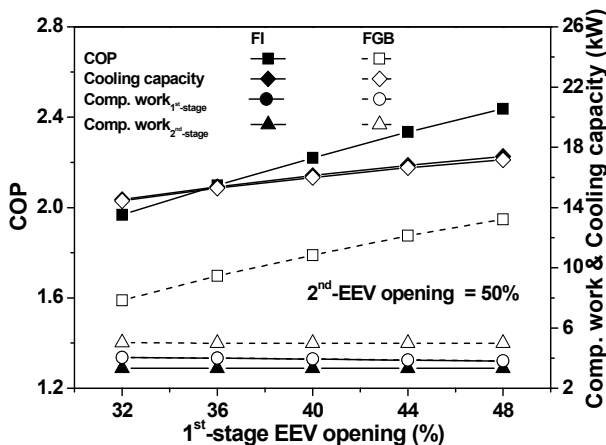 FI FGB
COP
Cooling capacity
Comp. work1st-stage
Comp. work2nd-stage
2nd-EEV opening = 50%
2.8
2.4
2.0
1.6
1.2
COP
26
22
18
14
10
6
2
Comp. work & Cooling capacity (kW)
32 36 40 44 48
1st-stage EEV opening (%)